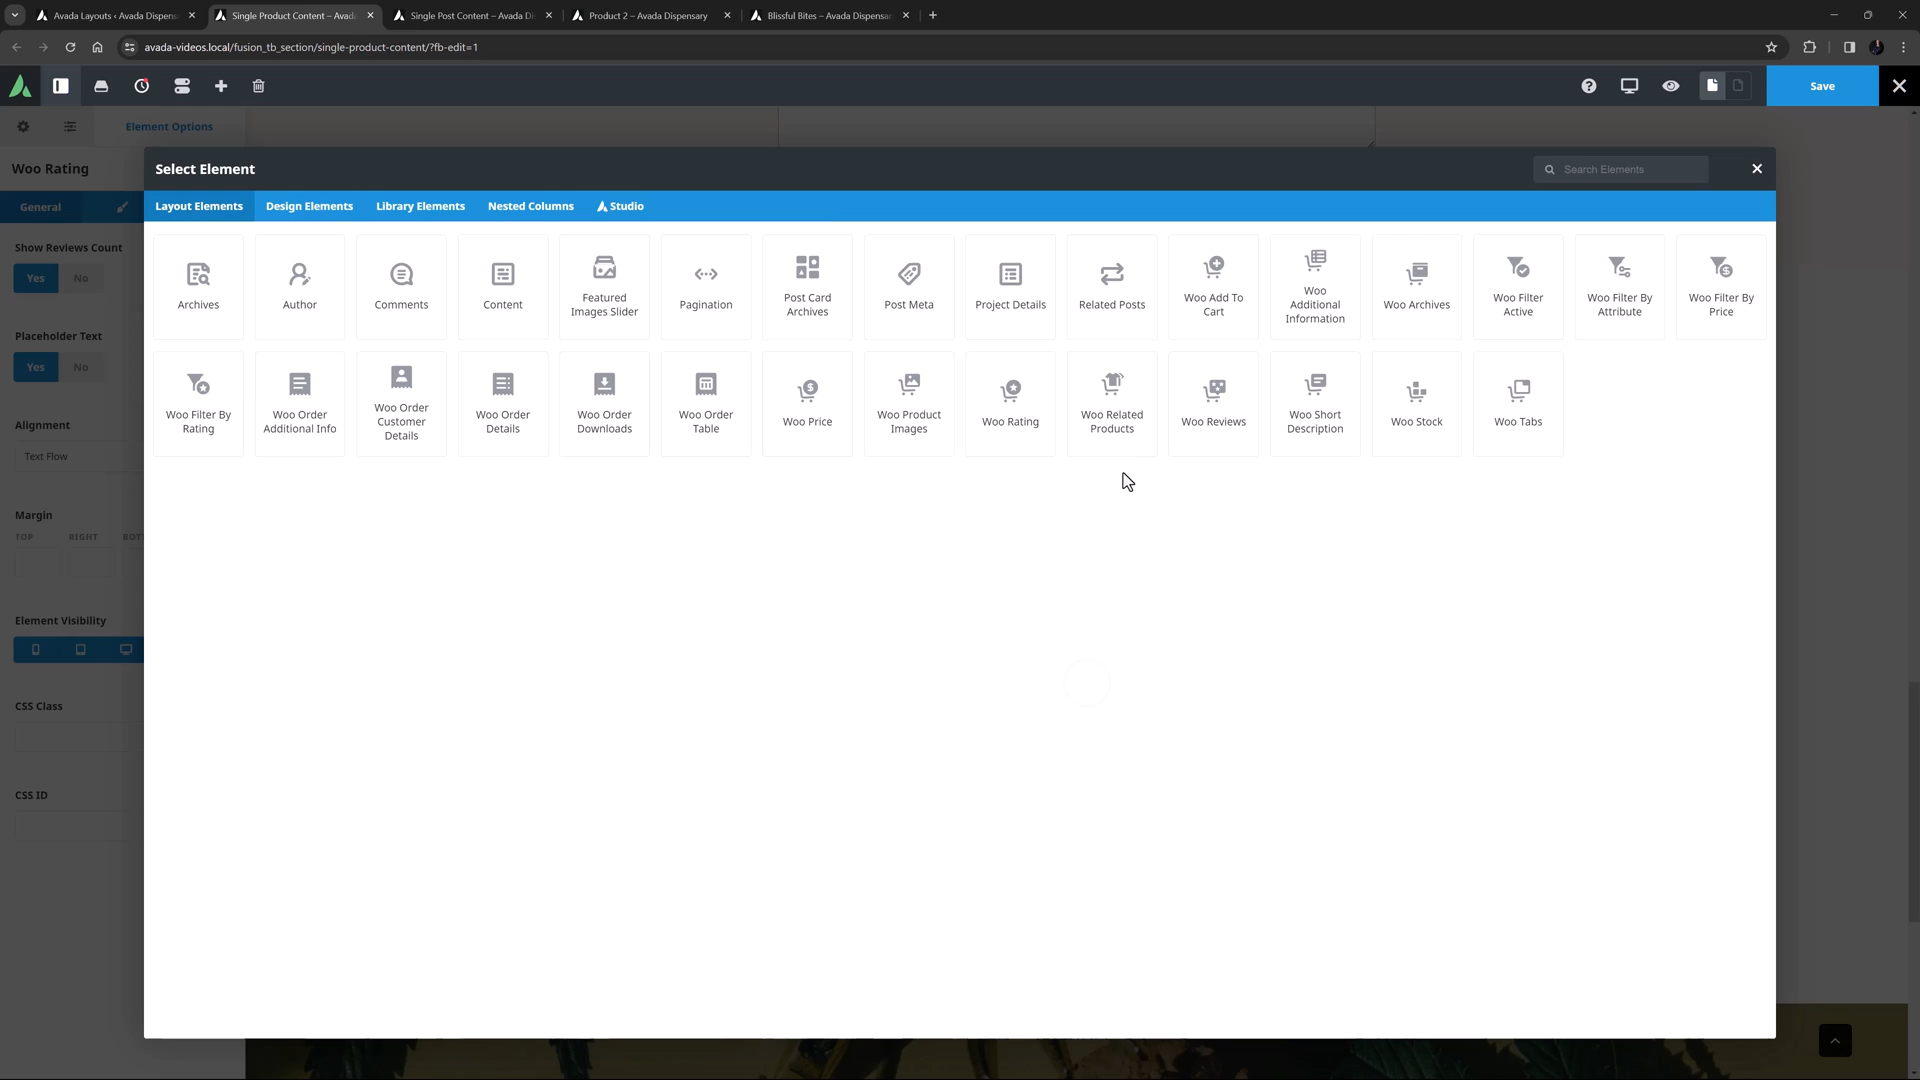 Avada Layouts ‹ Avada Dispens
Single Product Content – Avad
Single Post Content – Avada Di
Product 2 – Avada Dispensary
Blissful Bites – Avada Dispensar
avada-videos.local/fusion_tb_section/single-product-content/?fb-edit=1
Save
Element Options
Woo Rating
General
Show Reviews Count
Yes No
Placeholder Text
Yes No
Alignment
Text Flow
Margin
TOP RIGHT BOTT
Element Visibility
CSS Class
CSS ID
Select Element
Search Elements
Layout Elements Design Elements Library Elements Nested Columns Studio
Archives
Author
Comments
Content
Featured
Images Slider
Pagination
Post Card
Archives
Post Meta
Project Details
Related Posts
Woo Add To
Cart
Woo
Additional
Information
Woo Archives
Woo Filter
Active
Woo Filter By
Attribute
Woo Filter By
Price
Woo Filter By
Rating
Woo Order
Additional Info
Woo Order
Customer
Details
Woo Order
Details
Woo Order
Downloads
Woo Order
Table
Woo Price
Woo Product
Images
Woo Rating
Woo Related
Products
Woo Reviews
Woo Short
Description
Woo Stock
Woo Tabs